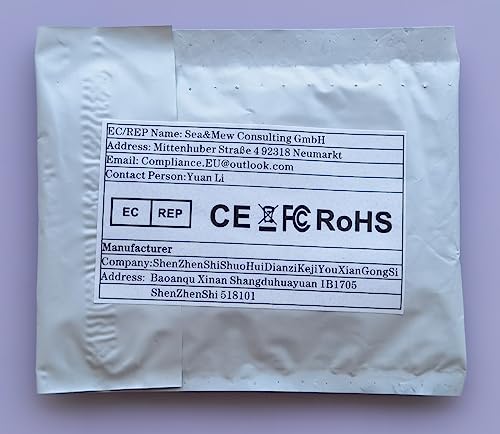 EC/REP Name: Sea&Mew Consulting GmbH
Address: Mittenhuber Straße 4 92318 Neumarkt
Email: Compliance.EU@outlook.com
Contact Person:Yuan Li
EC REP CE FC RoHS
Manufacturer
Company:ShenZhenShiShuoHuiDianziKejiYouXianGongSi
Address: Baoanqu Xinan Shangduhuayuan 1B1705
ShenZhenShi 518101